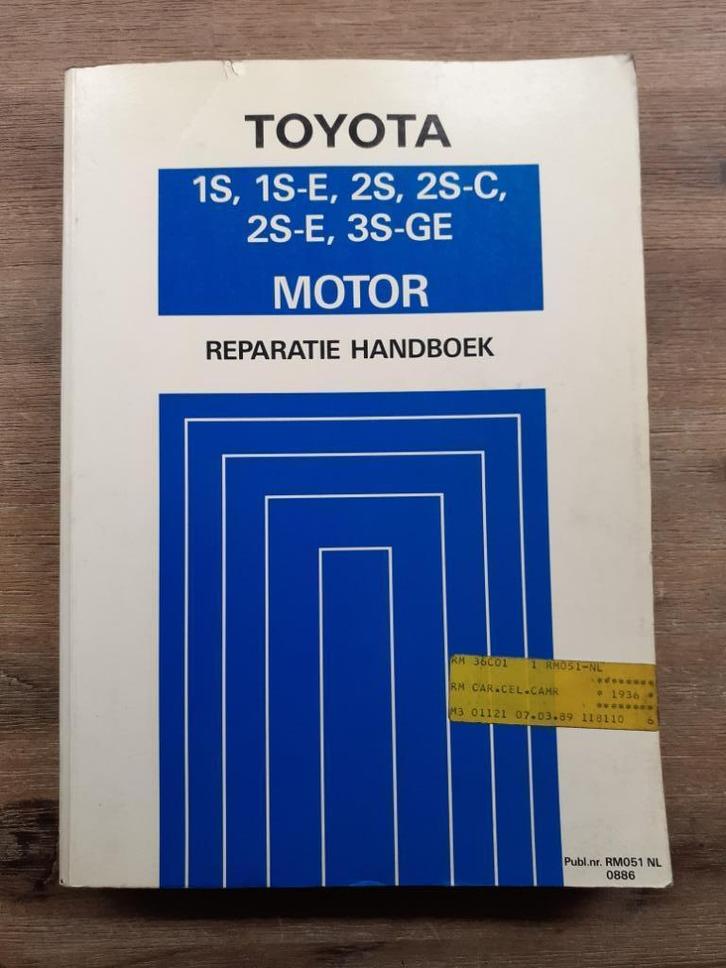 TOYOTA
1S, 1S-E, 2S, 2S-C,
2S-E, 3S-GE
MOTOR
REPARATIE HANDBOEK
RM 36C01 1 RM051-NL
********
RM CAR.CEL.CAMR * 1936 *
********
M3 01121 07.03.89 118110 6
Publ.nr. RM051 NL
0886